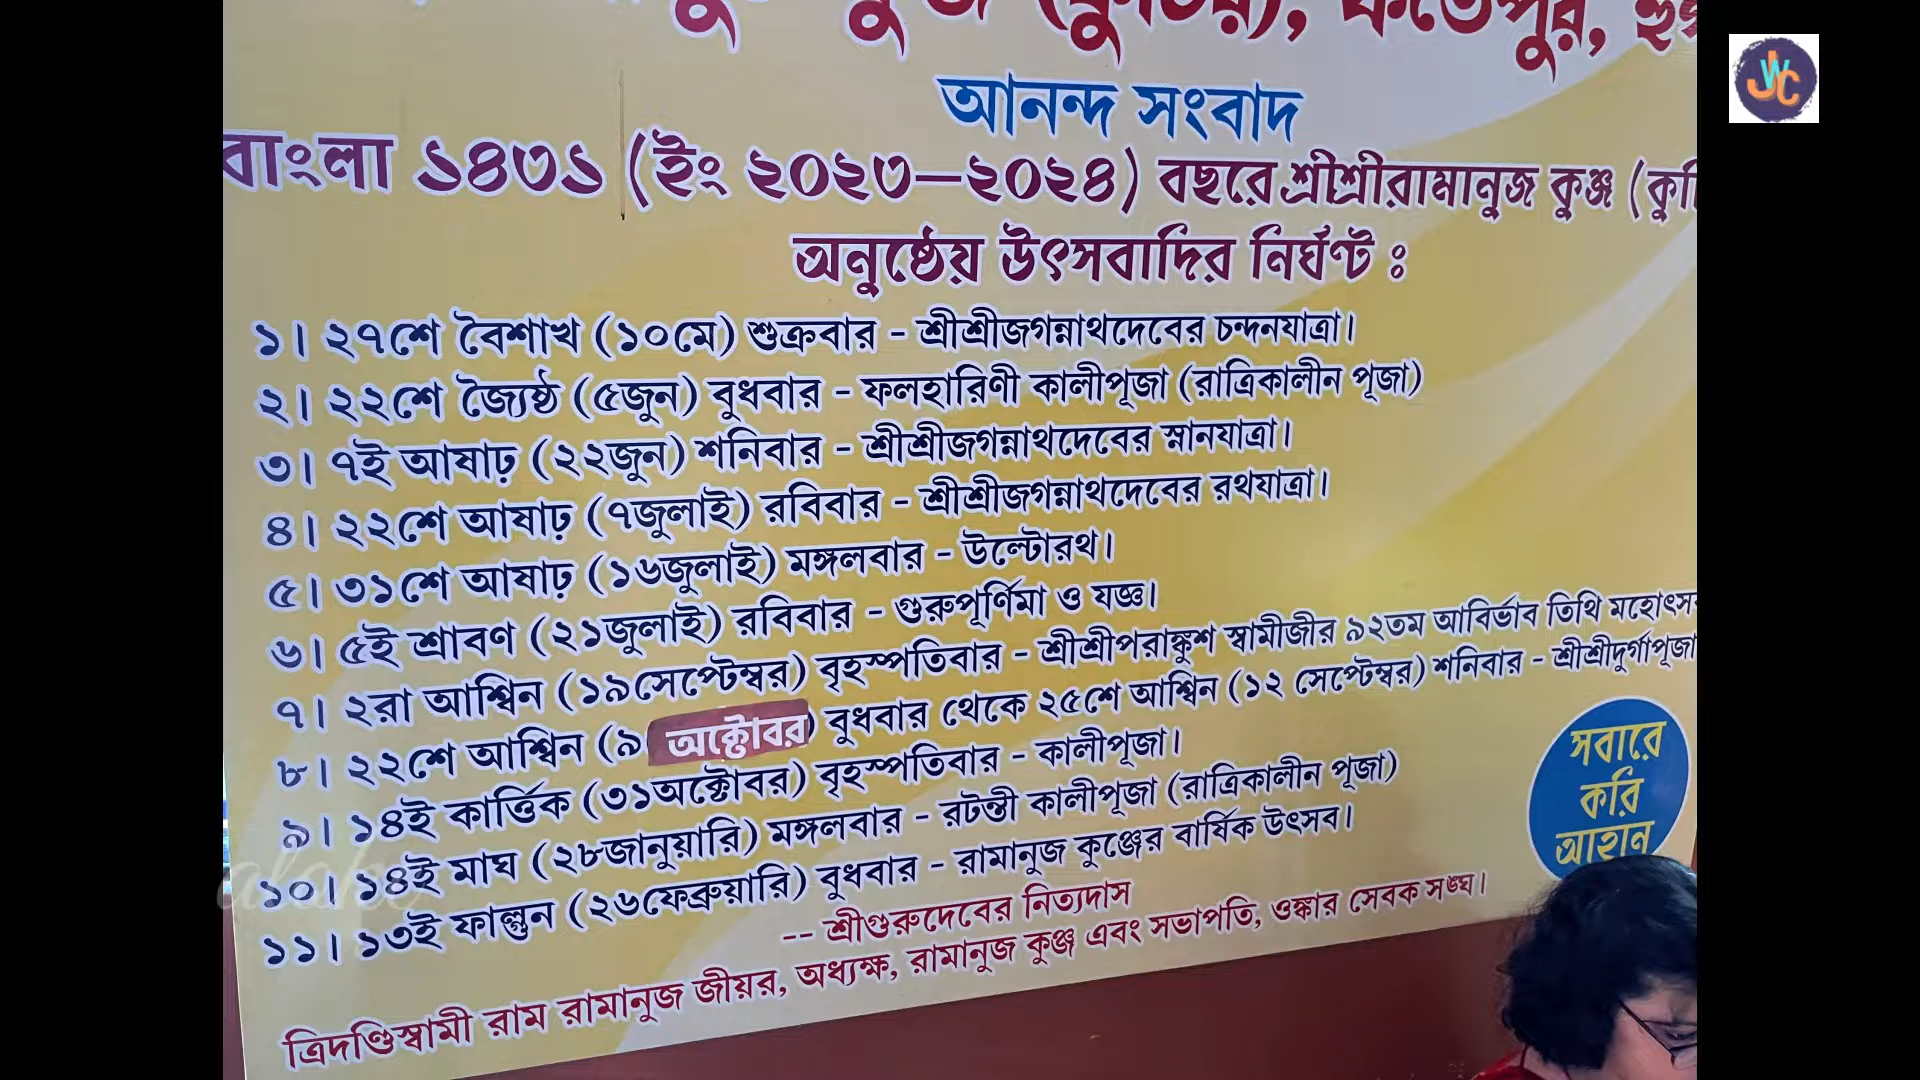 কুঞ্জ (কুটির), ফতেপুর,
আনন্দ সংবাদ
বাংলা ১৪৩১ (ইং ২০২৩—২০২৪) বছরে শ্রীশ্রীরামানুজ কুঞ্জ
অনুষ্ঠেয় উৎসবাদির নির্ঘণ্ট ঃ
১। ২৭শে বৈশাখ (১০মে) শুক্রবার - শ্রীশ্রীজগন্নাথদেবের চন্দনযাত্রা।
২। ২২শে জ্যৈষ্ঠ (৫জুন) বুধবার - ফলহারিণী কালীপূজা (রাত্রিকালীন পূজা)
৩। ৭ই আষাঢ় (২২জুন) শনিবার - শ্রীশ্রীজগন্নাথদেবের স্নানযাত্রা।
৪। ২২শে আষাঢ় (৭জুলাই) রবিবার - শ্রীশ্রীজগন্নাথদেবের রথযাত্রা।
৫। ৩১শে আষাঢ় (১৬জুলাই) মঙ্গলবার - উল্টোরথ।
৬। ৫ই শ্রাবণ (২১জুলাই) রবিবার - গুরুপূর্ণিমা ও যজ্ঞ।
৭। ২রা আশ্বিন (১৯সেপ্টেম্বর) বৃহস্পতিবার - শ্রীশ্রীপরাঙ্কুশ স্বামীজীর ৯২তম আবির্ভাব তিথি মহোৎসব
৮। ২২শে আশ্বিন (৯ অক্টোবর) বুধবার থেকে ২৫শে আশ্বিন (১২ সেপ্টেম্বর) শনিবার - শ্রীশ্রীদুর্গাপূজা
৯। ১৪ই কার্ত্তিক (৩১অক্টোবর) বৃহস্পতিবার - কালীপূজা।
১০। ১৪ই মাঘ (২৮জানুয়ারি) মঙ্গলবার - রটন্তী কালীপূজা (রাত্রিকালীন পূজা)
১১। ১৩ই ফাল্গুন (২৬ফেব্রুয়ারি) বুধবার - রামানুজ কুঞ্জের বার্ষিক উৎসব।
-- শ্রীগুরুদেবের নিত্যদাস
ত্রিদণ্ডিস্বামী রাম রামানুজ জীয়র, অধ্যক্ষ, রামানুজ কুঞ্জ এবং সভাপতি, ওঙ্কার সেবক সঙ্ঘ।
সবারে
করি
আহান
JWC